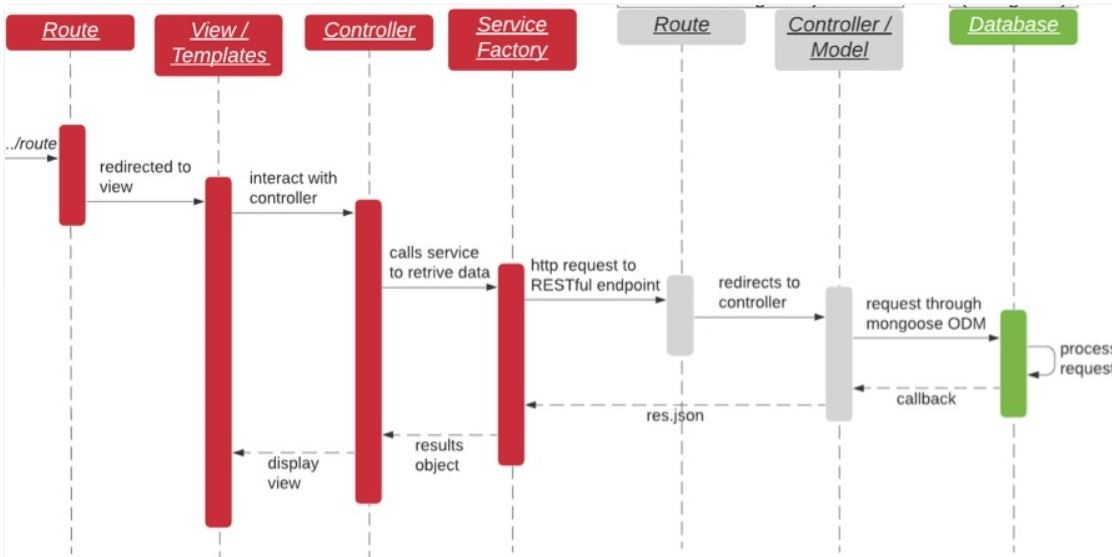 Route
View /
Templates
Controller
Service
Factory
Route
Controller /
Model
Database
../route
redirected to
view
interact with
controller
calls service
to retrive data
http request to
RESTful endpoint
redirects to
controller
request through
mongoose ODM
process
request
callback
res.json
results
object
display
view